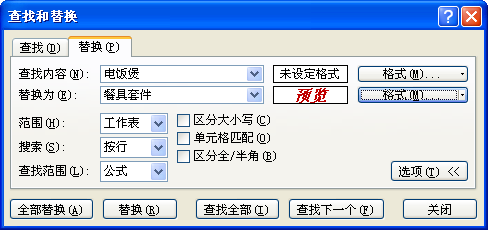 查找和替换
查找(D) 替换(P)
查找内容(N): 电饭煲 未设定格式 格式(M)...
替换为(E): 餐具套件 预览 格式(M)...
范围(H): 工作表 区分大小写(C)
单元格匹配(O)
搜索(S): 按行 区分全/半角(B)
查找范围(L): 公式 选项(T) <<
全部替换(A) 替换(R) 查找全部(I) 查找下一个(F) 关闭